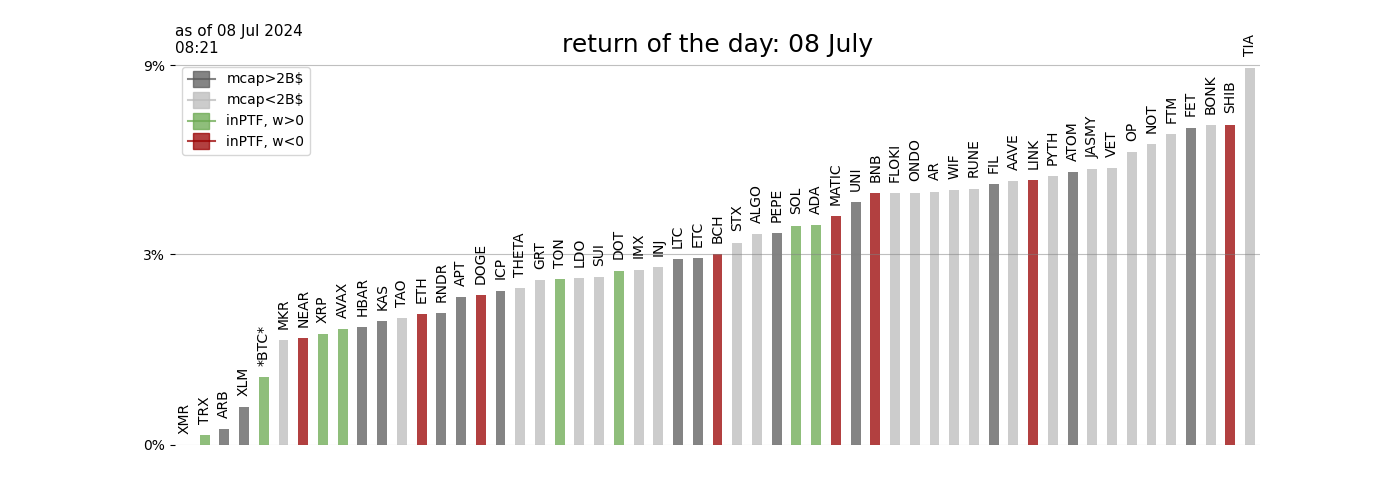 as of 08 Jul 2024
08:21
return of the day: 08 July
9%
3%
0%
mcap>2B$
mcap<2B$
inPTF, w>0
inPTF, w<0
XMR
TRX
ARB
XLM
*BTC*
MKR
NEAR
XRP
AVAX
HBAR
KAS
TAO
ETH
RNDR
APT
DOGE
ICP
THETA
GRT
TON
LDO
SUI
DOT
IMX
INJ
LTC
ETC
BCH
STX
ALGO
PEPE
SOL
ADA
MATIC
UNI
BNB
FLOKI
ONDO
AR
WIF
RUNE
FIL
AAVE
LINK
PYTH
ATOM
JASMY
VET
OP
NOT
FTM
FET
BONK
SHIB
TIA